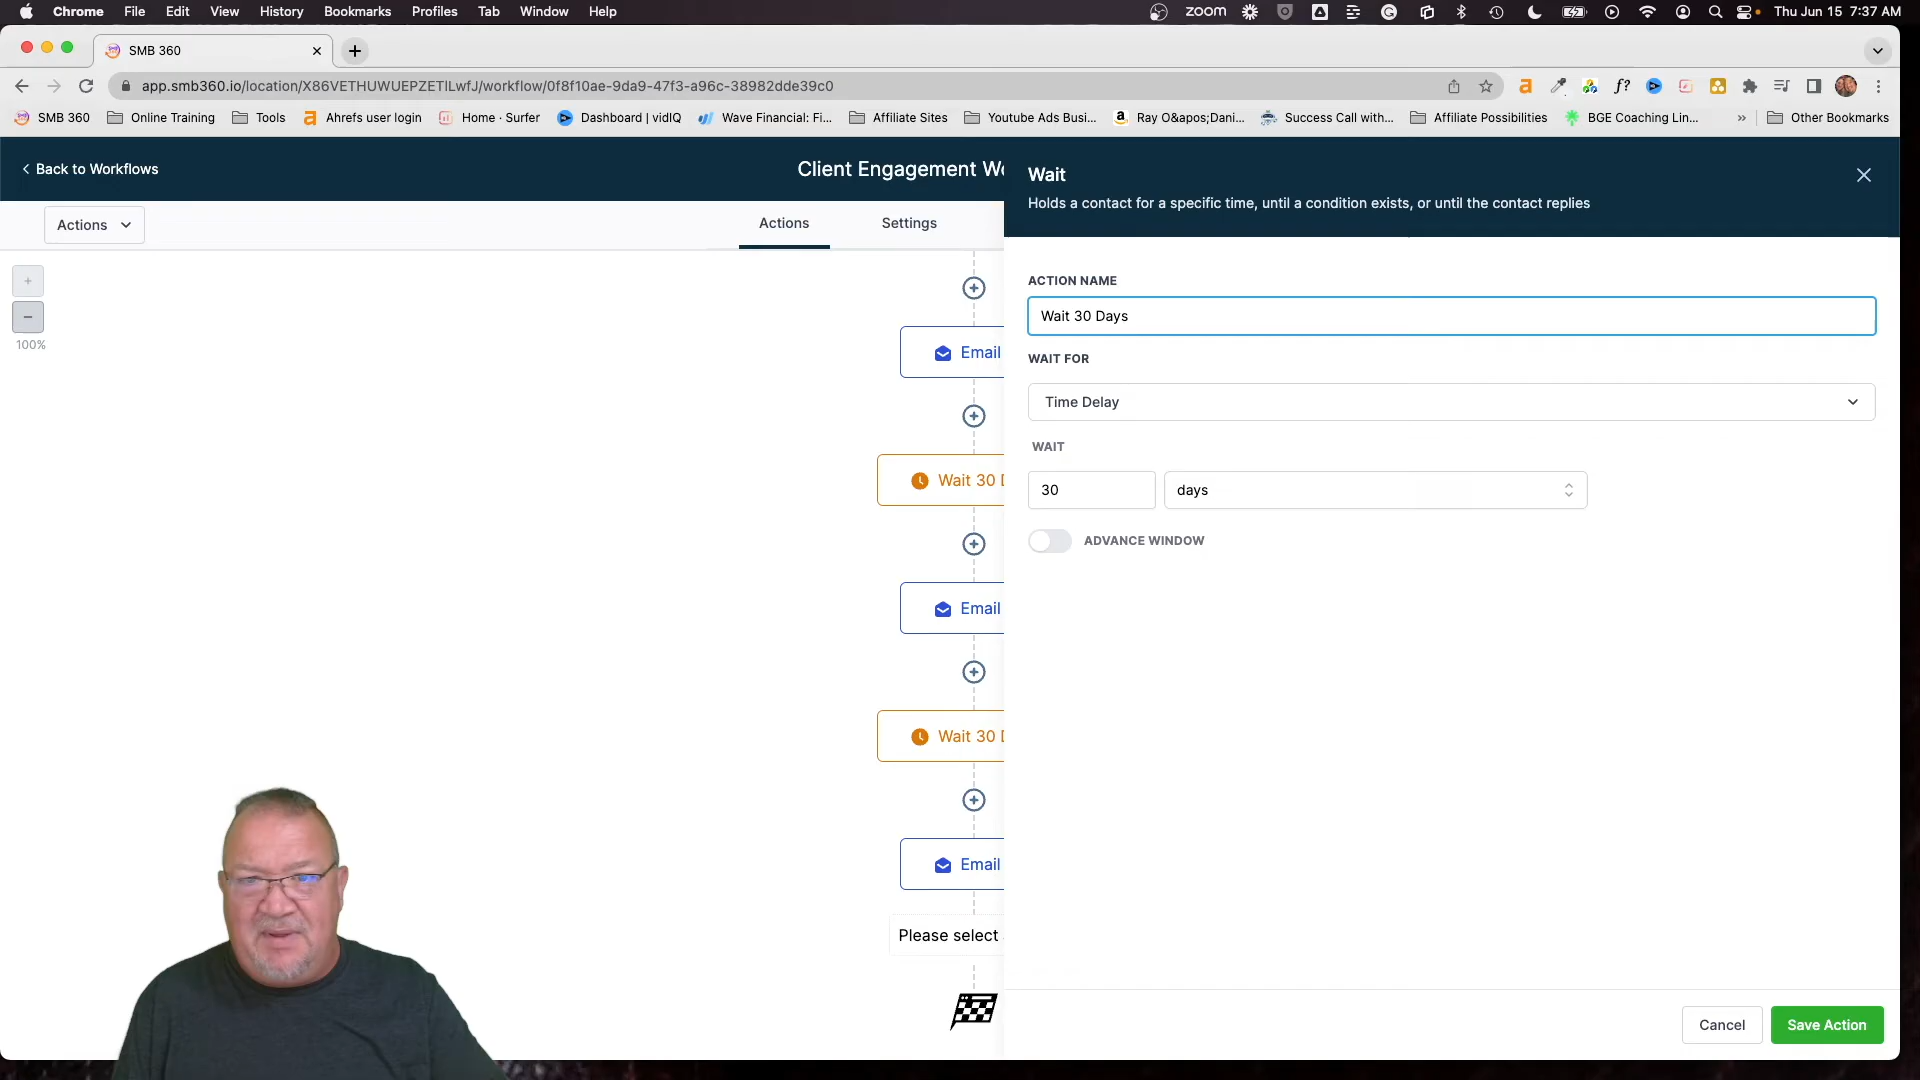 Chrome File Edit View History Bookmarks Profiles Tab Window Help zoom Thu Jun 15 7:37 AM
SMB 360
app.smb360.io/location/X86VETHUWUEPZETILwfJ/workflow/0f8f10ae-9da9-47f3-a96c-38982dde39c0
SMB 360 Online Training Tools Ahrefs user login Home · Surfer Dashboard | vidIQ Wave Financial: Fi... Affiliate Sites Youtube Ads Busi... Ray O&apos;Dani... Success Call with... Affiliate Possibilities BGE Coaching Lin... » Other Bookmarks
Back to Workflows
Client Engagement Wo
Actions
Actions
Settings
100%
Email
Wait 30 D
Email
Wait 30 D
Email
Please select
Wait
Holds a contact for a specific time, until a condition exists, or until the contact replies
ACTION NAME
Wait 30 Days
WAIT FOR
Time Delay
WAIT
30 days
ADVANCE WINDOW
Cancel Save Action